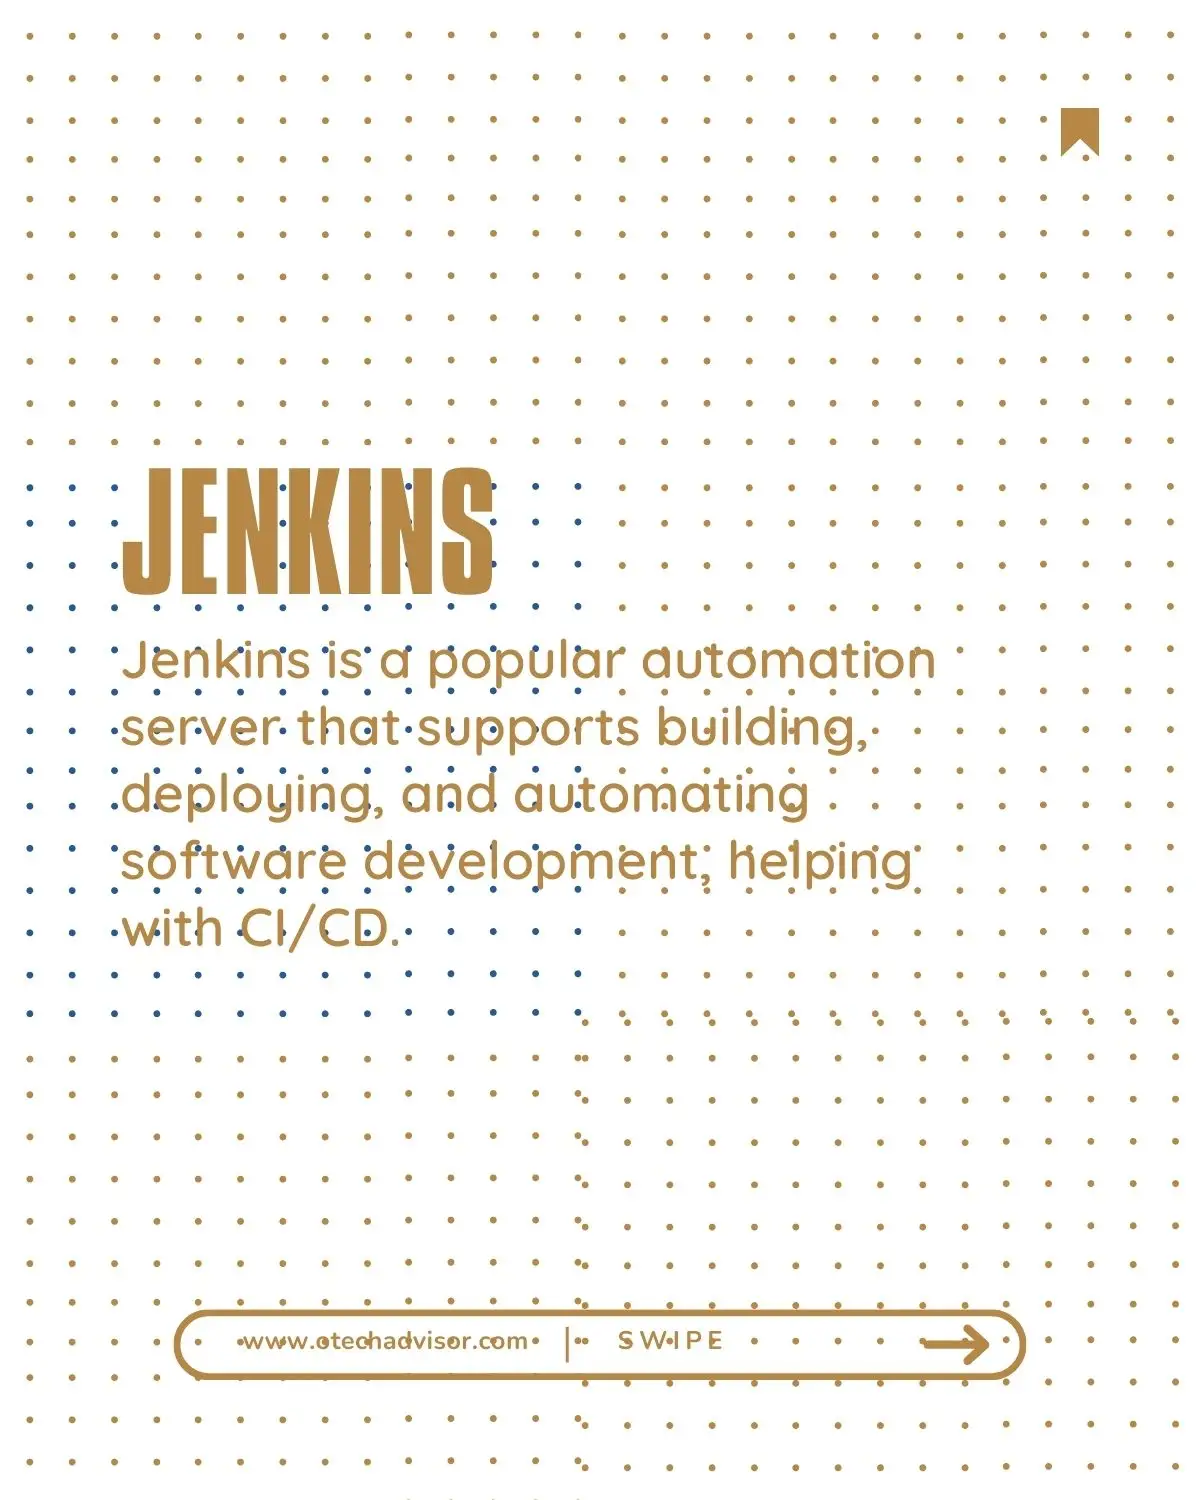 JENKINS
Jenkins is a popular automation
server that supports building,
deploying, and automating
software development, helping
with CI/CD.
www.otechadvisor.com | SWIPE